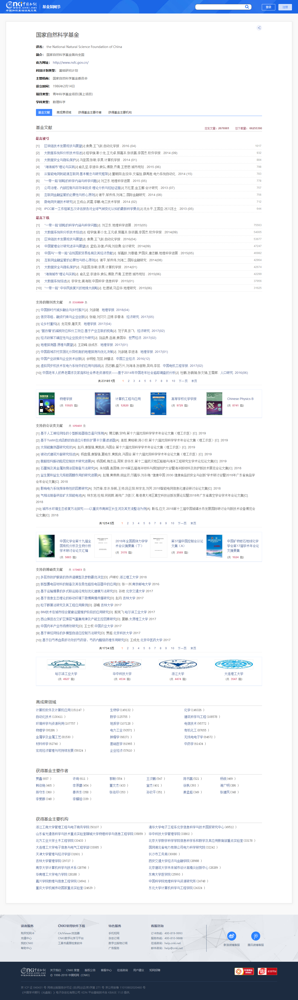 Cnki 中国知网
www.cnki.net
中国知识基础设施工程
基金知网节
登录
注册
国家自然科学基金
译名： the National Natural Science Foundation of China
简介： 国家自然科学基金面向全国
官方网址： http://www.nsfc.gov.cn/
科技计划类型： 基础研究计划
主管机构： 国家自然科学基金委员会
设立时间： 1986年2月14日
项目类型： 青年科学基金项目(面上项目)
学科类型： 数理科学
基金文献 高成果领域 获得基金主要作者 获得基金主要机构
基金文献 总发文量：2676981 总下载量：66255390
最高被引
[1] 区块链技术发展现状与展望[J] 袁勇,王飞跃.自动化学报 . 2016 (04) 1017
[2] 大数据系统和分析技术综述[J] 程学旗,靳小龙,王元卓,郭嘉丰,张铁赢,李国杰.软件学报 . 2014 (09) 932
[3] 大数据安全与隐私保护[J] 冯登国,张敏,李昊.计算机学报 . 2014 (01) 884
[4] “海绵城市”理论与实践[J] 俞孔坚,李迪华,袁弘,傅微,乔青,王思思.城市规划 . 2015 (06) 798
[5] 从智能电网到能源互联网:基本概念与研究框架[J] 董朝阳,赵俊华,文福拴,薛禹胜.电力系统自动化 . 2014 (15) 783
[6] “一带一路”战略的科学内涵与科学问题[J] 刘卫东.地理科学进展 . 2015 (05) 778
[7] 公司治理、内部控制与非效率投资:理论分析与经验证据[J] 方红星,金玉娜.会计研究 . 2013 (07) 757
[8] 互联网金融监管的必要性与核心原则[J] 谢平,邹传伟,刘海二.国际金融研究 . 2014 (08) 756
[9] 微电网关键技术研究[J] 王成山,武震,李鹏.电工技术学报 . 2014 (02) 712
[10] IPCC第一工作组第五次评估报告对全球气候变化认知的最新科学要点[J] 沈永平,王国亚.冰川冻土 . 2013 (05) 644
最高下载
[1] “一带一路”战略的科学内涵与科学问题[J]. 刘卫东.地理科学进展 . 2015(05) 75563
[2] 大数据系统和分析技术综述[J]. 程学旗,靳小龙,王元卓,郭嘉丰,张铁赢,李国杰.软件学报 . 2014(09) 54005
[3] 区块链技术发展现状与展望[J]. 袁勇,王飞跃.自动化学报 . 2016(04) 53677
[4] 中国管理会计研究述评与展望[J]. 孟焰,孙健,卢闯,刘俊勇.会计研究 . 2014(09) 47247
[5] 中国与“一带一路”沿线国家贸易格局及其经济贡献[J]. 邹嘉龄,刘春腊,尹国庆,唐志鹏.地理科学进展 . 2015(05) 46982
[6] 互联网金融监管的必要性与核心原则[J]. 谢平,邹传伟,刘海二.国际金融研究 . 2014(08) 42964
[7] 大数据安全与隐私保护[J]. 冯登国,张敏,李昊.计算机学报 . 2014(01) 42674
[8] “海绵城市”理论与实践[J]. 俞孔坚,李迪华,袁弘,傅微,乔青,王思思.城市规划 . 2015(06) 42299
[9] 大数据系统综述[J]. 李学龙,龚海刚.中国科学:信息科学 . 2015(01) 37956
[10] “一带一路”:中华民族复兴的地缘大战略[J]. 杜德斌,马亚华.地理研究 . 2015(06) 31625
支持的期刊类文献 共 2318509 条
[1] 中国新时代城乡融合与乡村振兴[J]. 刘彦随. 地理学报. 2018(04)
[2] 信贷寻租、融资约束与企业创新[J]. 张璇,刘贝贝,汪婷,李春涛. 经济研究. 2017(05)
[3] 论乡村重构[J]. 龙花楼,屠爽爽. 地理学报. 2017(04)
[4] “营改增”的减税效应和分工效应:基于产业互联的视角[J]. 范子英,彭飞. 经济研究. 2017(02)
[5] 经济政策不确定性与企业投资行为研究[J]. 饶品贵,岳衡,姜国华. 世界经济. 2017(02)
[6] 地理探测器:原理与展望[J]. 王劲峰,徐成东. 地理学报. 2017(01)
[7] 中国县域农村贫困化分异机制的地理探测与优化决策[J]. 刘彦随,李进涛. 地理学报. 2017(01)
[8] 中国产业政策与企业技术创新[J]. 余明桂,范蕊,钟慧洁. 中国工业经济. 2016(12)
[9] 虚拟同步机技术在电力系统中的应用与挑战[J]. 吕志鹏,盛万兴,刘海涛,孙丽敬,吴鸣,李蕊. 中国电机工程学报. 2017(02)
[10] 中国老年人的养老需求及家庭和社会养老资源现状——基于2014年中国老年社会追踪调查的分析[J]. 杜鹏,孙鹃娟,张文娟,王雪辉. 人口研究. 2016(06)
共231851页 1 2 3 4 5 6 7 8 9 10 下一页 末页
物理学报 计算机工程与应用 高等学校化学学报 Chinese Physics B
(共 15925 篇) (共 12820 篇) (共 9729 篇) (共 8741 篇)
支持的会议类文献 共 125422 条
[1] 基于人工神经网络的小型断路器稳态温升预测[A]. 蔺云鹏,宗鸣.第十六届沈阳科学学术年会论文集（理工农医）[C]. 2019
[2] 基于Tustin生成函数的自适应分数阶扩展卡尔曼滤波器[A]. 高哲,黄晓敏,陈小姣.第十六届沈阳科学学术年会论文集（理工农医）[C]. 2019
[3] 太阳能集热器研究现状[A]. 赵丹,康智强,黄凯良,冯国会.第十六届沈阳科学学术年会论文集（理工农医）[C]. 2019
[4] 被动式建筑外窗研究综述[A]. 杨宜儒,康智强,夏晓东,黄凯良,冯国会.第十六届沈阳科学学术年会论文集（理工农医）[C]. 2019
[5] 舰艇结构振动阻尼控制技术研究进展[A]. 杨国威,梅志远,周军,李华东.第十二届武汉地区船舶与海洋工程研究生学术论坛论文集[C]. 2019
[6] 石墨烯及其金属防腐涂层制备方法研究[A]. 朱绒霞,高国楠.2018第五届海洋材料与腐蚀防护大会暨海洋新材料及防护新技术展览会论文集[C]. 2018
[7] 益生菌和益生元降胆固醇作用的研究进展[A]. 赵珊,黄燕燕,胡金双,邝嘉华,刘冬梅.“健康中国 2030·健康食品的安全与创新”学术研讨会暨2018年广东省食品学
会年会论文集[C]. 2018
[8] 影响电力系统频率特性的因素研究[A]. 刘杰锋,李冰,张帆,王帅,段正阳,林宇龙,刘芳.2018智能电网信息化建设研讨会论文集[C]. 2018
[9] 气相法制备钙钛矿太阳能电池[A]. 林东旭,杜相,何锐辉,谢伟广,刘彭义.粤港澳大湾区真空科技创新发展论坛暨2018年广东省真空学会学术年会论文集[C].
2018
[10] 城市水环境生态修复方法探究——以重庆市南岸区长生河及其支流整治为例[A]. 靳泓,应文.2018第十三届中国城镇水务发展国际研讨会与新技术设备博览会
论文集[C]. 2018
共12543页 1 2 3 4 5 6 7 8 9 10 下一页 末页
中国化学会第十九届全国有机分析及生物分析学术研讨会论文汇编 2018年全国固体力学学术会议摘要集（下） 第37届中国控制会议论文集（A） 中国矿物岩石地球化学学会第17届学术年会论文摘要集
(共 5883 篇) (共 3170 篇) (共 2569 篇) (共 1024 篇)
支持的博硕类文献 共 173423 条
[1] 多层热防护服装的热传递模型及参数最优决定[D]. 卢琳珍.浙江理工大学 2018
[2] 新型赝电容材料的制备及其在柔性超级电容器中的应用[D]. 张一洲.南京邮电大学 2016
[3] 基于运输情景的多式联运路径规划优化建模方法研究[D]. 孙岩.北京交通大学 2017
[4] 基于信息生态理论的移动环境下微博舆情传播研究[D]. 赵丹.吉林大学 2017
[5] 粒子群算法研究及其工程应用案例[D]. 邵晴.吉林大学 2017
[6] BIM技术在城市综合管廊运营维护阶段的应用研究[D]. 殷宪飞.哈尔滨工业大学 2017
[7] 西山煤田古交矿区煤层气富集规律及产能主控因素研究[D]. 夏鹏.太原理工大学 2017
[8] 中国肉羊产业市场绩效研究[D]. 王士权.中国农业大学 2017
[9] 基于神经网络的多模型自适应控制方法研究[D]. 贾超.北京科技大学 2017
[10] 基于白芍养血柔肝功效的芍药苷、芍药内酯苷药理作用研究[D]. 王成龙.北京中医药大学 2017
共17343页 1 2 3 4 5 6 7 8 9 10 下一页 末页
哈尔滨工业大学 华中科技大学 浙江大学 大连理工大学
(共 4927 篇) (共 4534 篇) (共 4474 篇) (共 3547 篇)
高成果领域
计算机软件及计算机应用(151147 ) 生物学(149132 ) 化学(146326 )
自动化技术(130411 ) 数学(125755 ) 建筑科学与工程(108578 )
环境科学与资源利用(107757 ) 地质学(107128 ) 电信技术(95772 )
物理学(95286 ) 电力工业(93571 ) 有机化工(87655 )
金属学及金属工艺(81530 ) 肿瘤学(68271 ) 无线电电子学(64672 )
材料科学(62740 ) 基础医学(61965 ) 中药学(61434 )
宏观经济管理与可持续发展(59324 ) 企业经济(57610 )
获得基金主要作者
贾鑫(657 ) 许琦(611 ) 郭敏(554 ) 王汉鹏(547 ) 陈书赢(521 ) 杨锐(469 )
韩俊艳(465 ) 李原骥(454 ) 董文杰(433 ) 宣杰(401 ) 徐枫(393 ) 谢广明(386 )
陈守东(360 ) 秦传东(358 ) 张佑印(353 ) 孙钦平(351 ) 姜孟超(349 ) 张建民(348 )
李爱群(348 ) 李耀祖(339 )
获得基金主要机构
浙江工商大学管理工程与电子商务学院(50107 ) 清华大学电子工程系北京信息科学与技术国家研究中心(49512 )
山东省光通信科学与技术重点实验室聊城大学物理科学与信息工程学院(35859 ) 华中科技大学管理学院(33802 )
北方工业大学土木工程学院(33433 ) 北京大学数学科学学院信息科学系和数学及其应用教育部重点实验室(33178 )
大连理工大学电子信息与电气工程学部(33085 ) 国网湖北省电力有限公司电力科学研究院(32242 )
天津大学管理与经济学部(31601 ) 长沙市工务局(30080 )
吉林大学管理学院(29727 ) 西安交通大学经济与金融学院(28988 )
南京大学计算机科学与技术系(28798 ) 北京建筑大学未来城市设计高精尖创新中心(28289 )
华南理工大学电力学院(28188 ) 东南大学医学院(25993 )
嘉兴学院数理与信息工程学院(24941 ) 中国科学院地理科学与资源研究所(24748 )
重庆大学机械传动国家重点实验室(24629 ) 东北大学计算机科学与工程学院(24324 )
读者服务 CNKI常用软件下载 特色服务 客服咨询
购买知网卡 CAJViewer浏览器 手机知网 订卡热线：400-819-9993
充值中心 CNKI数字化学习平台 杂志订阅 服务热线：400-810-9888
我的CNKI 工具书桌面检索软件 数字出版物订阅 在线咨询：help.cnki.net
帮助中心 广告服务 邮件咨询：help@cnki.net
新浪微博客服 腾讯微博客服
Cnki 中国知网
www.cnki.net
中国知识基础设施工程
关于我们 CNKI 荣誉 版权公告 客服中心 在线咨询 用户建议 知网招聘
© 1998-2019 中国知网（CNKI）
可信网站
身份验证
诚信网站
京 ICP 证 040431 号 网络出版服务许可证 (总)网出证(京)字第 271 号 京公网安备 11010802020460 号
《中国学术期刊（光盘版）》电子杂志社有限公司 KDN 平台基础技术由 KBASE 11.0 提供.